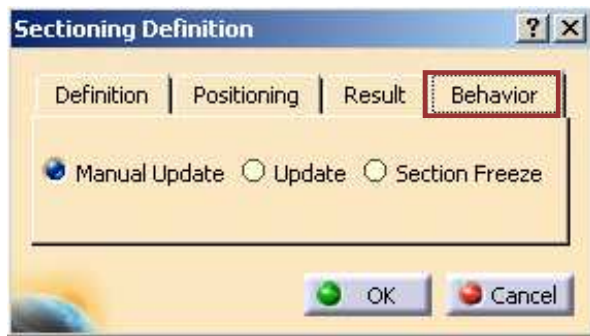 Sectioning Definition ? X
Definition Positioning Result Behavior
Manual Update Update Section Freeze
OK Cancel